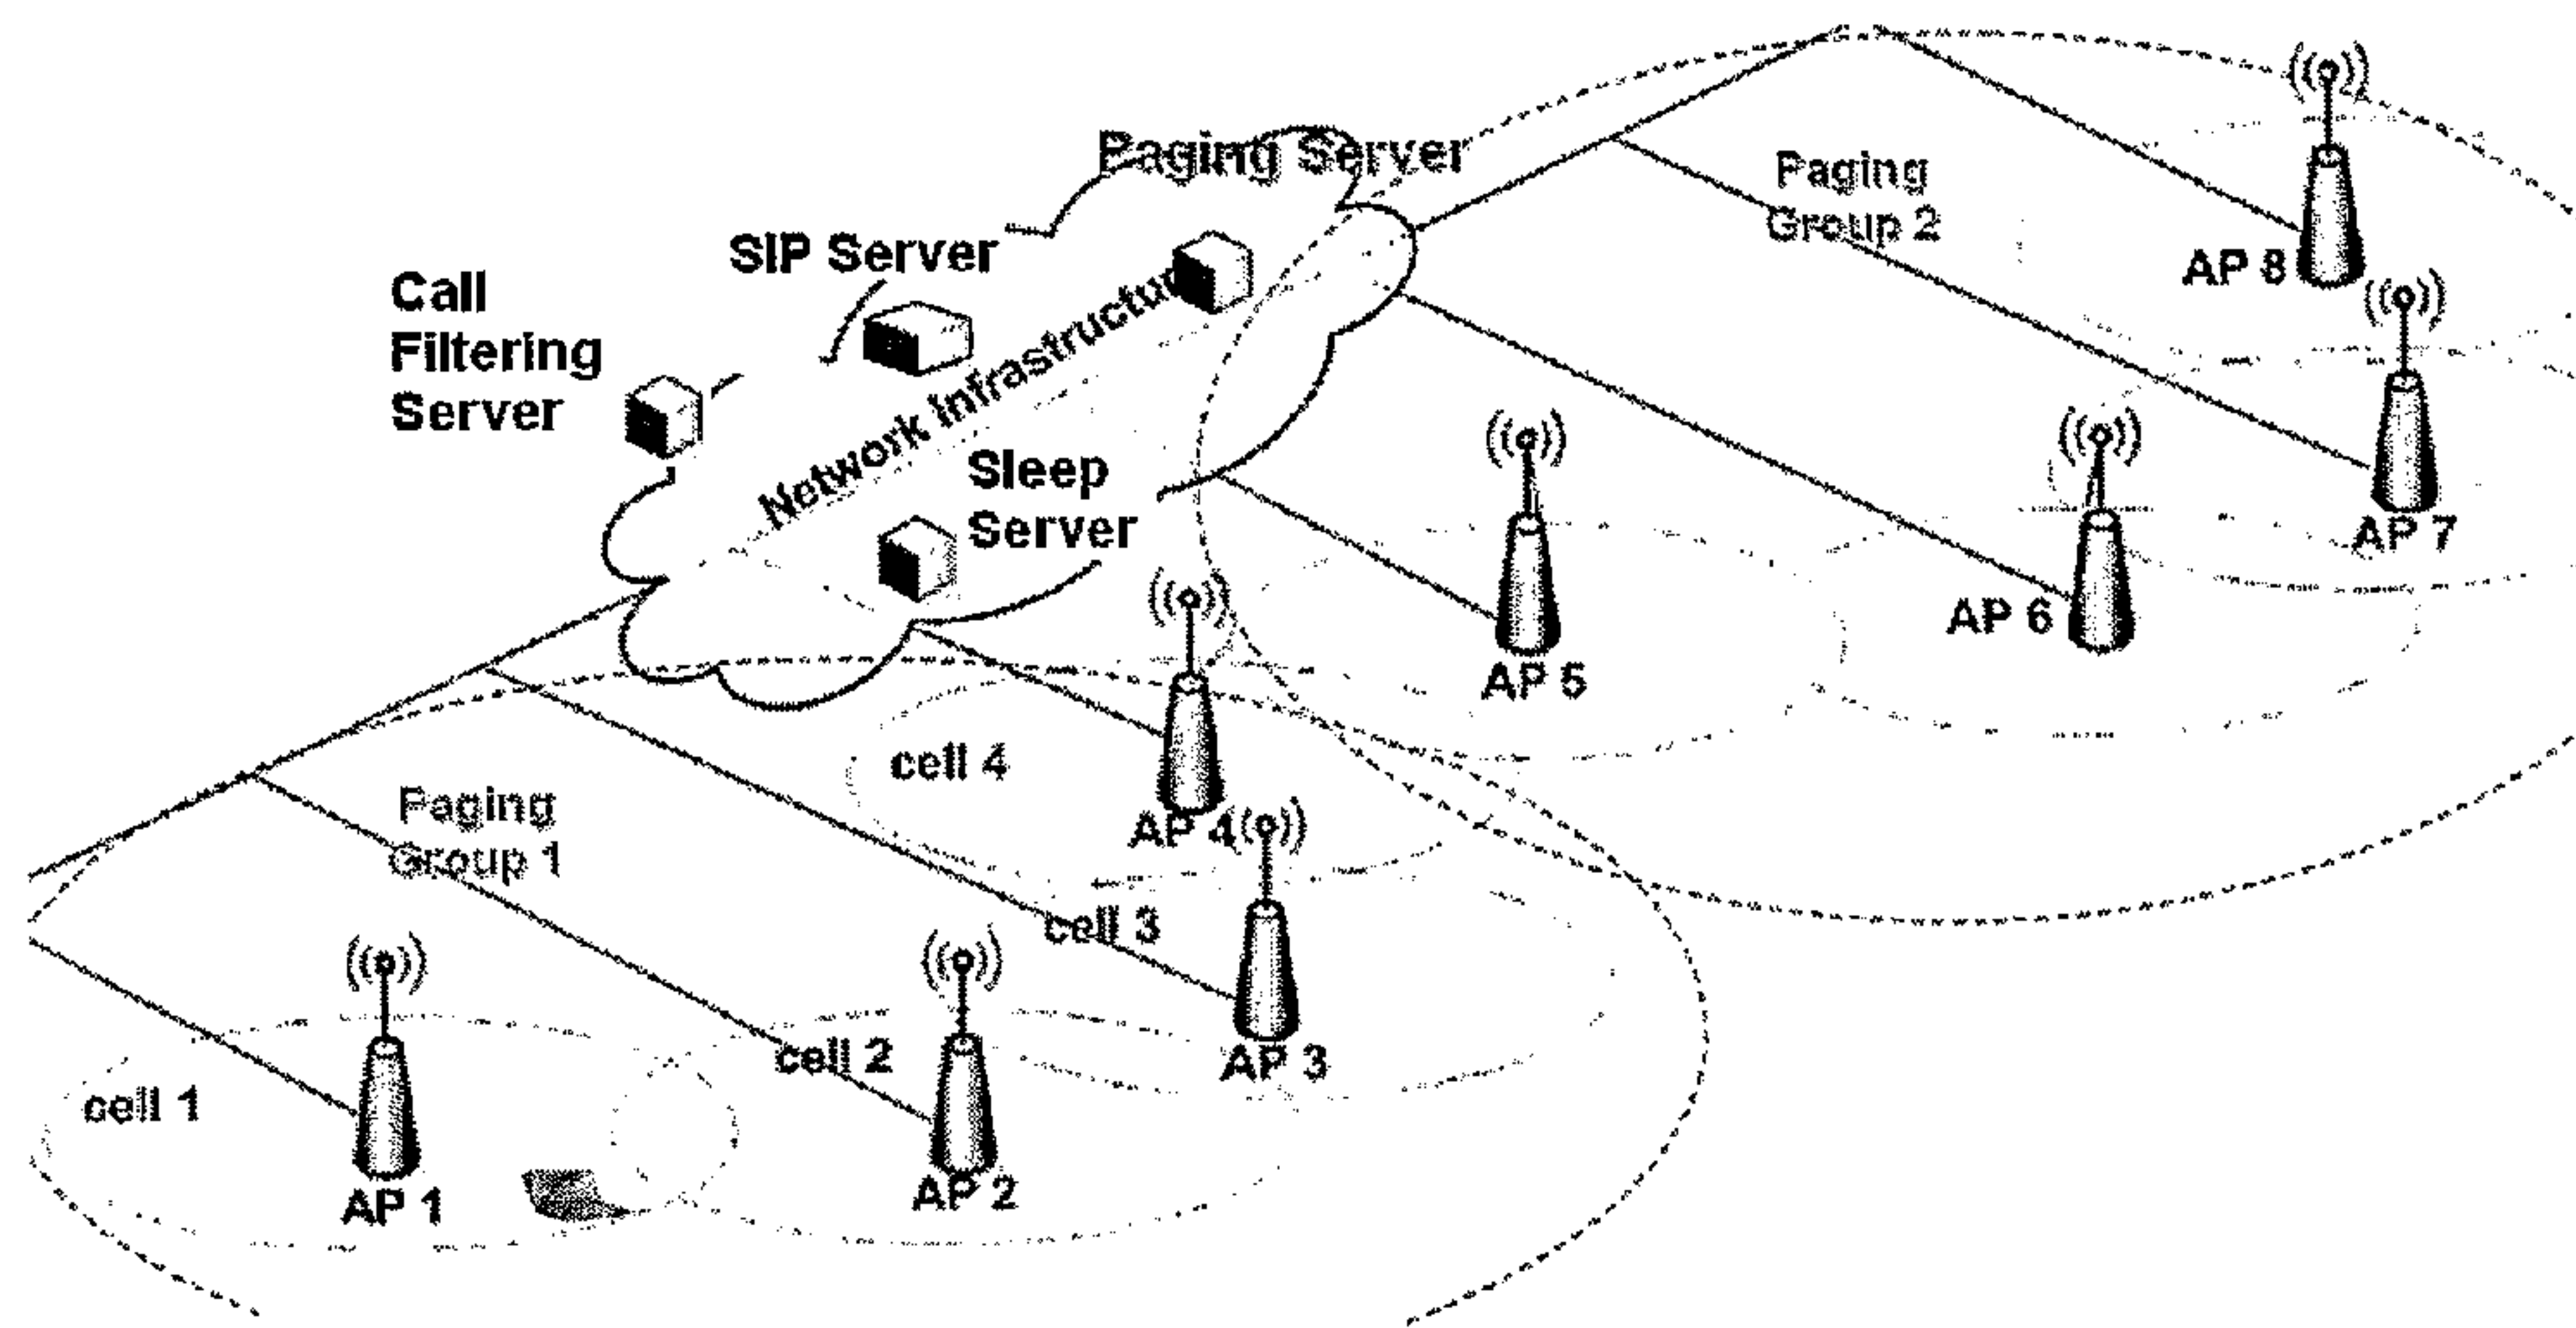 Paging Server
Paging
Group 2
SIP Server
AP 8
Call
Filtering
Server
Network Infrastructu
Sleep
Server
AP 7
AP 6
AP 5
cell 4
Paging
Group 1
AP 4
cell 3
cell 2
AP 3
cell 1
AP 2
AP 1